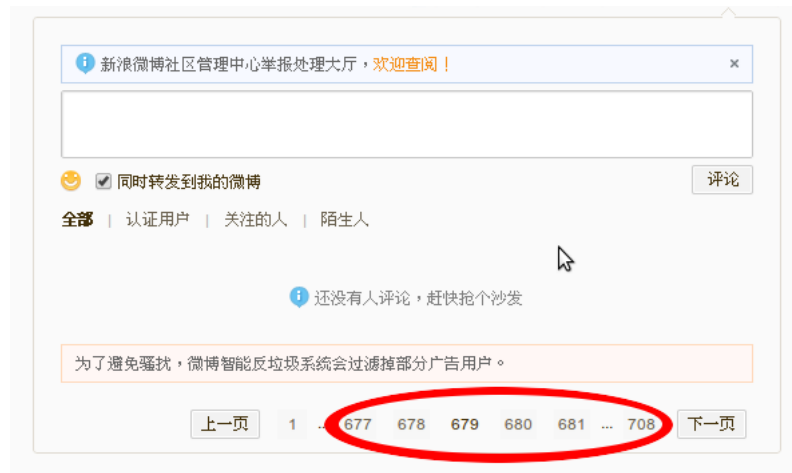 新浪微博社区管理中心举报处理大厅，欢迎查阅！ ×
同时转发到我的微博 评论
全部 | 认证用户 | 关注的人 | 陌生人
还没有人评论，赶快抢个沙发
为了避免骚扰，微博智能反垃圾系统会过滤掉部分广告用户。
上一页 1 ... 677 678 679 680 681 ... 708 下一页